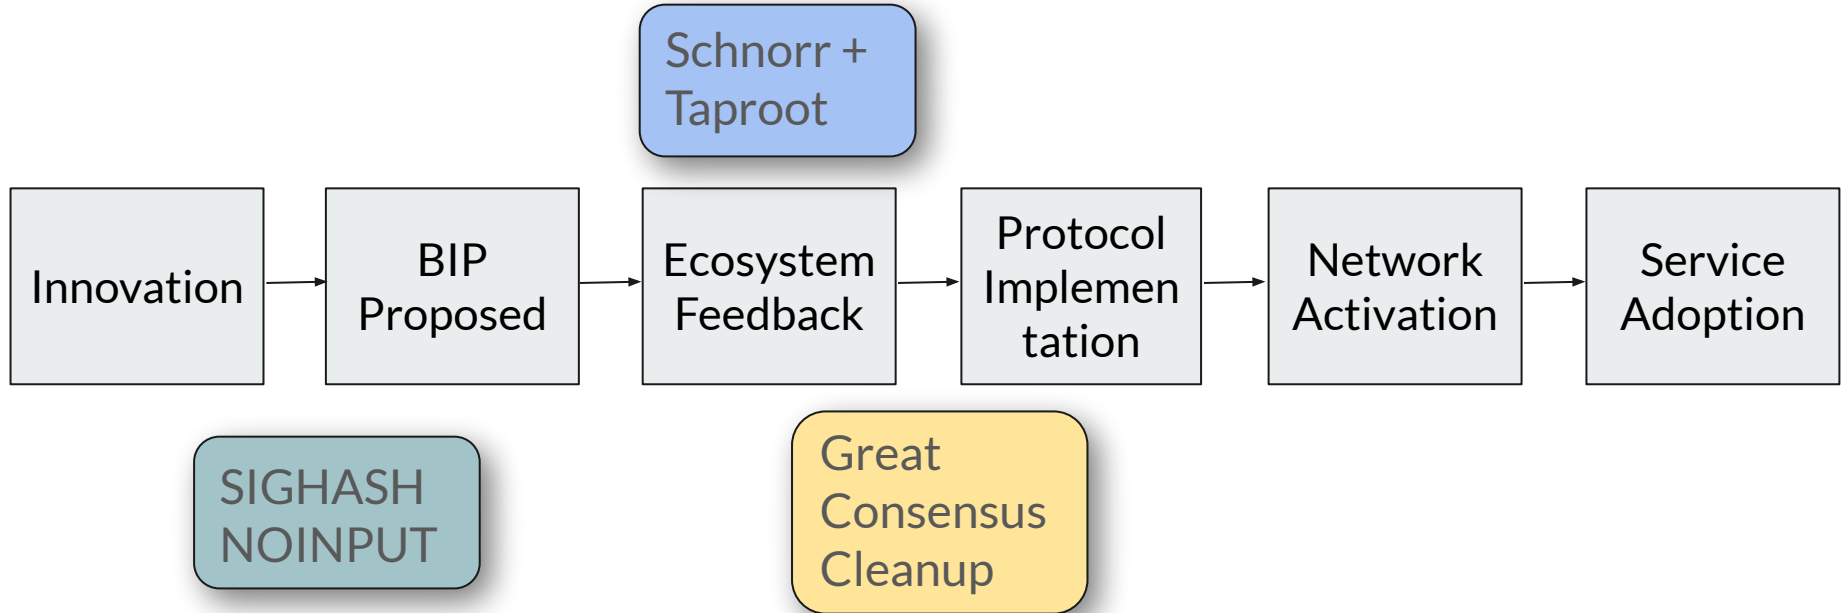 Schnorr +
Taproot
Innovation
BIP
Proposed
Ecosystem
Feedback
Protocol
Implemen
tation
Network
Activation
Service
Adoption
SIGHASH
NOINPUT
Great
Consensus
Cleanup